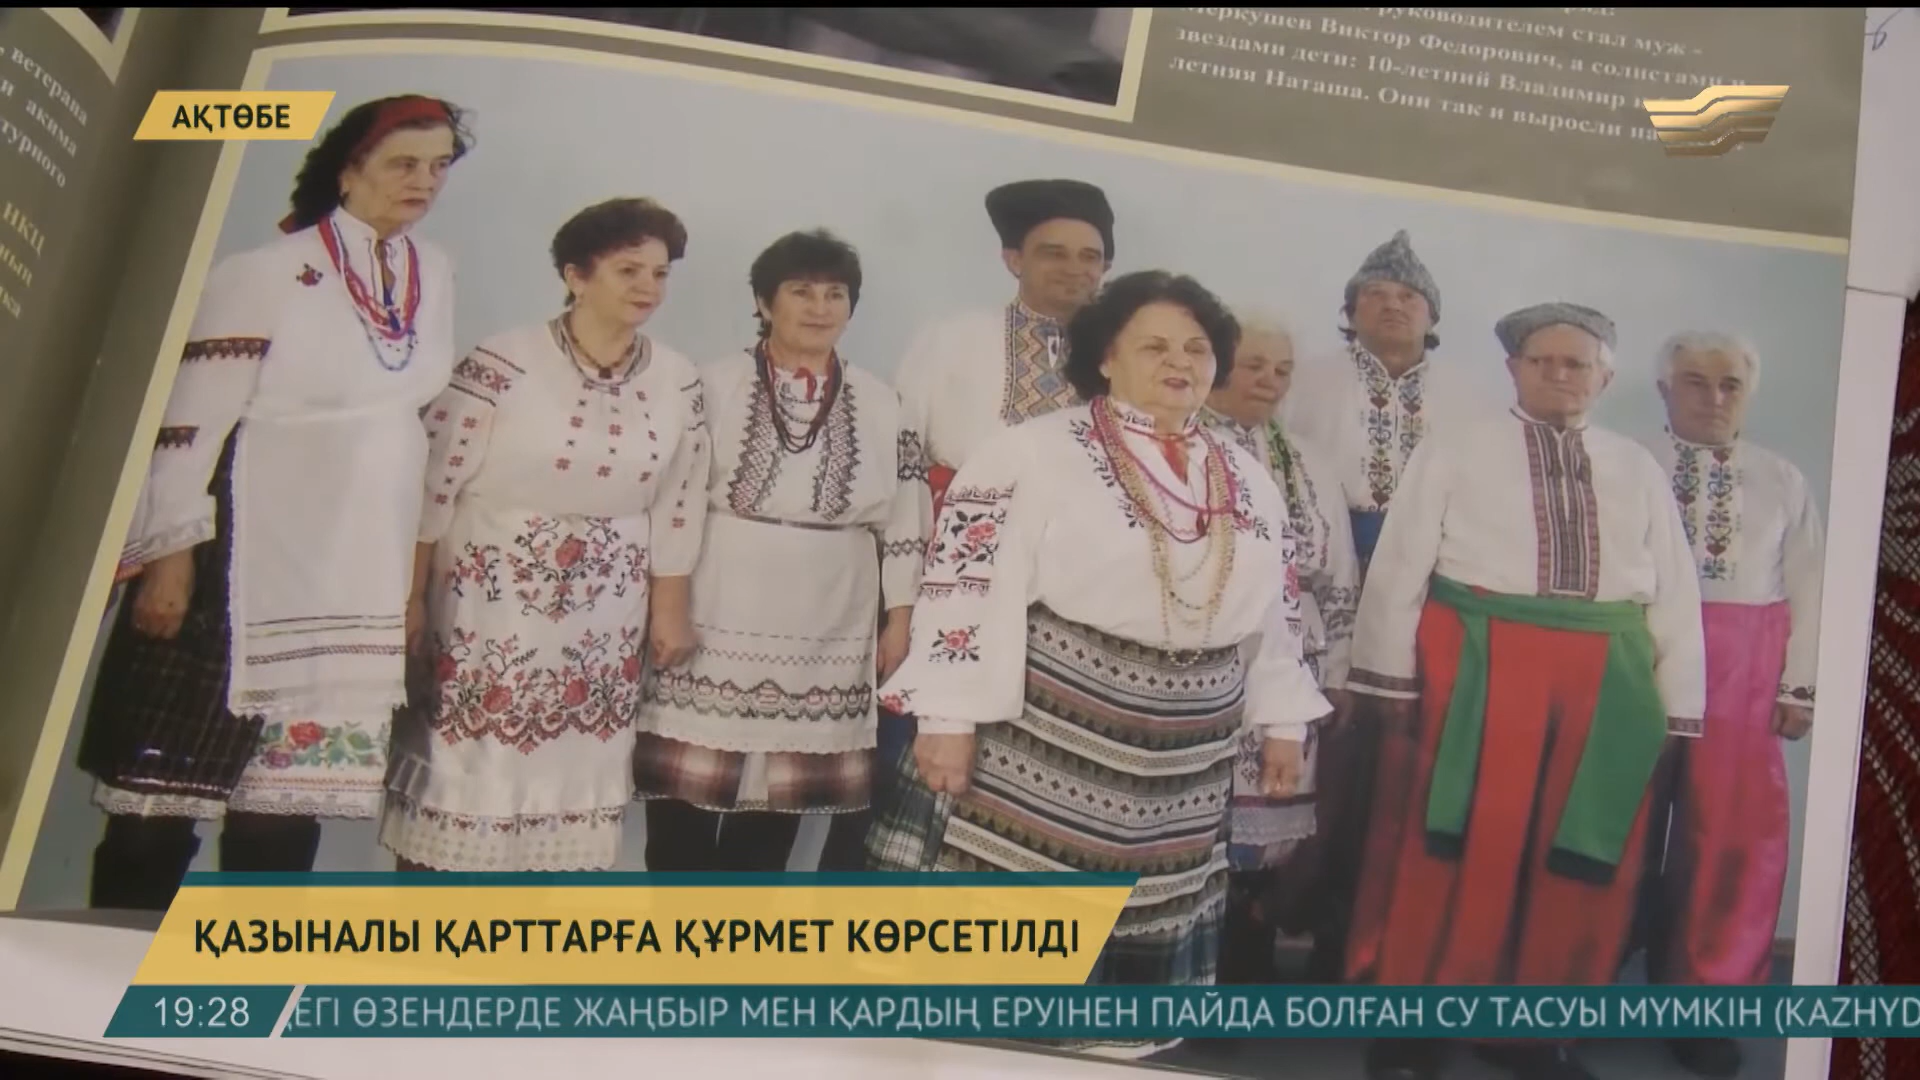 руководителем стал муж -
Меркушев Виктор Федорович, а солистами и
звездами дети: 10-летний Владимир и
летняя Наташа. Они так и выросли на
, ветерана
и акима
турного
НКЦ
АҚТӨБЕ
ҚАЗЫНАЛЫ ҚАРТТАРҒА ҚҰРМЕТ КӨРСЕТІЛДІ
19:28
ДЕГІ ӨЗЕНДЕРДЕ ЖАҢБЫР МЕН ҚАРДЫҢ ЕРУІНЕН ПАЙДА БОЛҒАН СУ ТАСУЫ МҮМКІН (KAZHYD